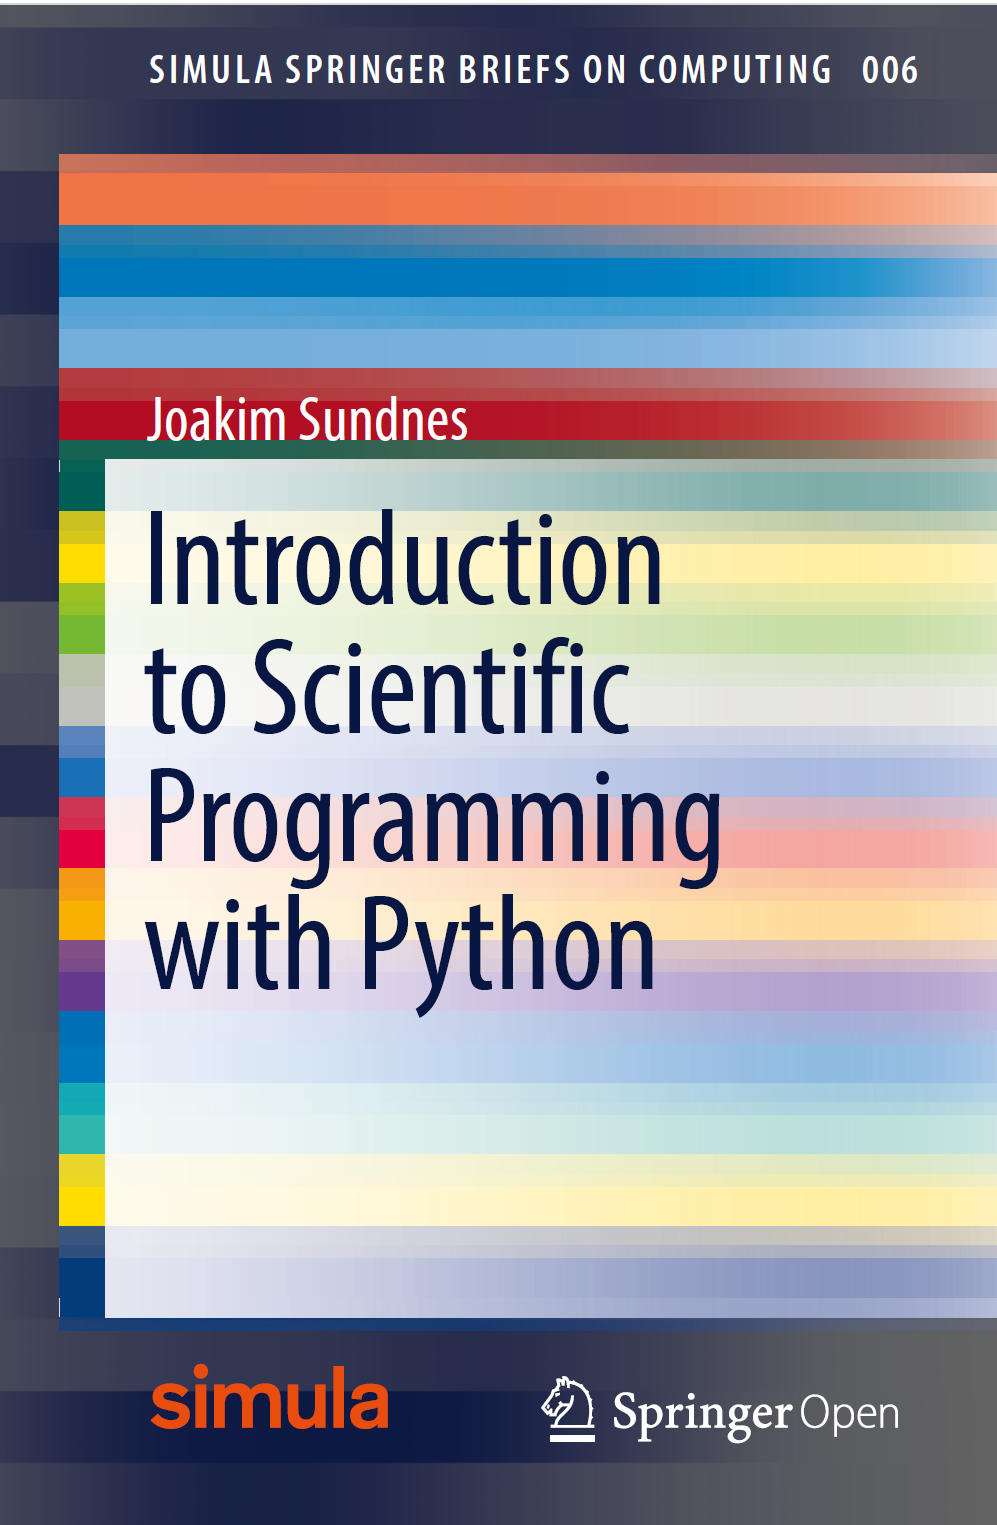 SIMULA SPRINGER BRIEFS ON COMPUTING 006
Joakim Sundnes
Introduction
to Scientific
Programming
with Python
simula
Springer Open